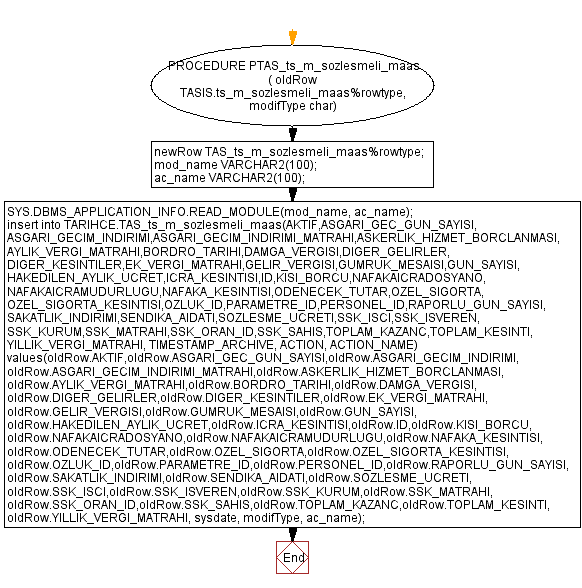 PROCEDURE PTAS_ts_m_sozlesmeli_maas
( oldRow
TASIS.ts_m_sozlesmeli_maas%rowtype,
modifType char)
newRow TAS_ts_m_sozlesmeli_maas%rowtype;
mod_name VARCHAR2(100);
ac_name VARCHAR2(100);
SYS.DBMS_APPLICATION_INFO.READ_MODULE(mod_name, ac_name);
insert into TARIHCE.TAS_ts_m_sozlesmeli_maas(AKTIF,ASGARI_GEC_GUN_SAYISI,
ASGARI_GECIM_INDIRIMI,ASGARI_GECIM_INDIRIMI_MATRAHI,ASKERLIK_HIZMET_BORCLANMASI,
AYLIK_VERGI_MATRAHI,BORDRO_TARIHI,DAMGA_VERGISI,DIGER_GELIRLER,
DIGER_KESINTILER,EK_VERGI_MATRAHI,GELIR_VERGISI,GUMRUK_MESAISI,GUN_SAYISI,
HAKEDILEN_AYLIK_UCRET,ICRA_KESINTISI,ID,KISI_BORCU,NAFAKAICRADOSYANO,
NAFAKAICRAMUDURLUGU,NAFAKA_KESINTISI,ODENECEK_TUTAR,OZEL_SIGORTA,
OZEL_SIGORTA_KESINTISI,OZLUK_ID,PARAMETRE_ID,PERSONEL_ID,RAPORLU_GUN_SAYISI,
SAKATLIK_INDIRIMI,SENDIKA_AIDATI,SOZLESME_UCRETI,SSK_ISCI,SSK_ISVEREN,
SSK_KURUM,SSK_MATRAHI,SSK_ORAN_ID,SSK_SAHIS,TOPLAM_KAZANC,TOPLAM_KESINTI,
YILLIK_VERGI_MATRAHI, TIMESTAMP_ARCHIVE, ACTION, ACTION_NAME)
values(oldRow.AKTIF,oldRow.ASGARI_GEC_GUN_SAYISI,oldRow.ASGARI_GECIM_INDIRIMI,
oldRow.ASGARI_GECIM_INDIRIMI_MATRAHI,oldRow.ASKERLIK_HIZMET_BORCLANMASI,
oldRow.AYLIK_VERGI_MATRAHI,oldRow.BORDRO_TARIHI,oldRow.DAMGA_VERGISI,
oldRow.DIGER_GELIRLER,oldRow.DIGER_KESINTILER,oldRow.EK_VERGI_MATRAHI,
oldRow.GELIR_VERGISI,oldRow.GUMRUK_MESAISI,oldRow.GUN_SAYISI,
oldRow.HAKEDILEN_AYLIK_UCRET,oldRow.ICRA_KESINTISI,oldRow.ID,oldRow.KISI_BORCU,
oldRow.NAFAKAICRADOSYANO,oldRow.NAFAKAICRAMUDURLUGU,oldRow.NAFAKA_KESINTISI,
oldRow.ODENECEK_TUTAR,oldRow.OZEL_SIGORTA,oldRow.OZEL_SIGORTA_KESINTISI,
oldRow.OZLUK_ID,oldRow.PARAMETRE_ID,oldRow.PERSONEL_ID,oldRow.RAPORLU_GUN_SAYISI,
oldRow.SAKATLIK_INDIRIMI,oldRow.SENDIKA_AIDATI,oldRow.SOZLESME_UCRETI,
oldRow.SSK_ISCI,oldRow.SSK_ISVEREN,oldRow.SSK_KURUM,oldRow.SSK_MATRAHI,
oldRow.SSK_ORAN_ID,oldRow.SSK_SAHIS,oldRow.TOPLAM_KAZANC,oldRow.TOPLAM_KESINTI,
oldRow.YILLIK_VERGI_MATRAHI, sysdate, modifType, ac_name);
End